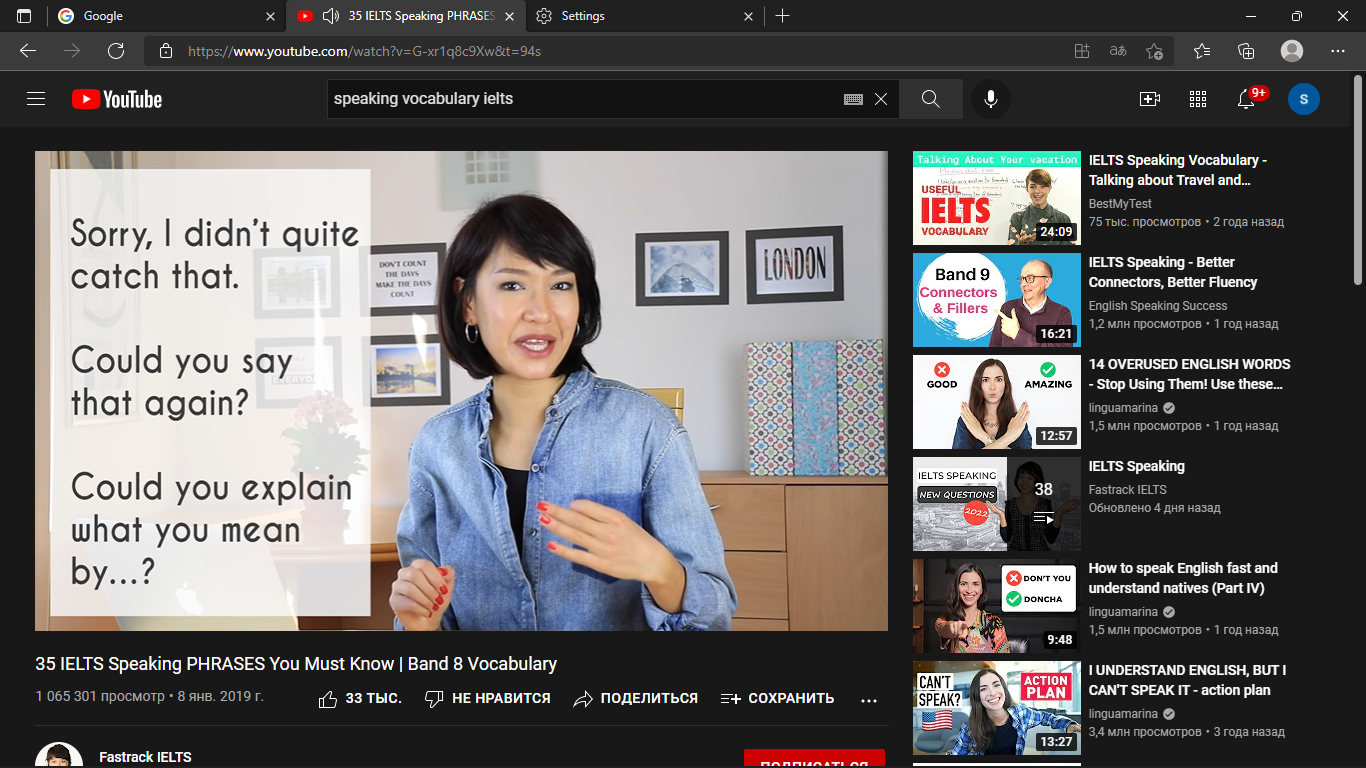 Google
35 IELTS Speaking PHRASES
Settings
https://www.youtube.com/watch?v=G-xr1q8c9Xw&t=94s
YouTube
speaking vocabulary ielts
9+
S
Sorry, I didn't quite
catch that.
Could you say
that again?
Could you explain
what you mean
by...?
DON'T COUNT
THE DAYS
MAKE THE DAYS
COUNT
LONDON
35 IELTS Speaking PHRASES You Must Know | Band 8 Vocabulary
1 065 301 просмотр • 8 янв. 2019 г.
33 ТЫС.
НЕ НРАВИТСЯ
ПОДЕЛИТЬСЯ
СОХРАНИТЬ
Fastrack IELTS
ПОДПИСАТЬСЯ
Talking About Your vacation
USEFUL
IELTS
VOCABULARY
24:09
IELTS Speaking Vocabulary -
Talking about Travel and...
BestMyTest
75 тыс. просмотров • 2 года назад
Band 9
Connectors
& Fillers
16:21
IELTS Speaking - Better
Connectors, Better Fluency
English Speaking Success
1,2 млн просмотров • 1 год назад
GOOD
AMAZING
12:57
14 OVERUSED ENGLISH WORDS
- Stop Using Them! Use these...
linguamarina
1,5 млн просмотров • 1 год назад
IELTS SPEAKING
NEW QUESTIONS
2022
38
IELTS Speaking
Fastrack IELTS
Обновлено 4 дня назад
DON'T YOU
DONCHA
9:48
How to speak English fast and
understand natives (Part IV)
linguamarina
1,5 млн просмотров • 1 год назад
CAN'T
SPEAK?
ACTION
PLAN
13:27
I UNDERSTAND ENGLISH, BUT I
CAN'T SPEAK IT - action plan
linguamarina
3,4 млн просмотров • 3 года назад